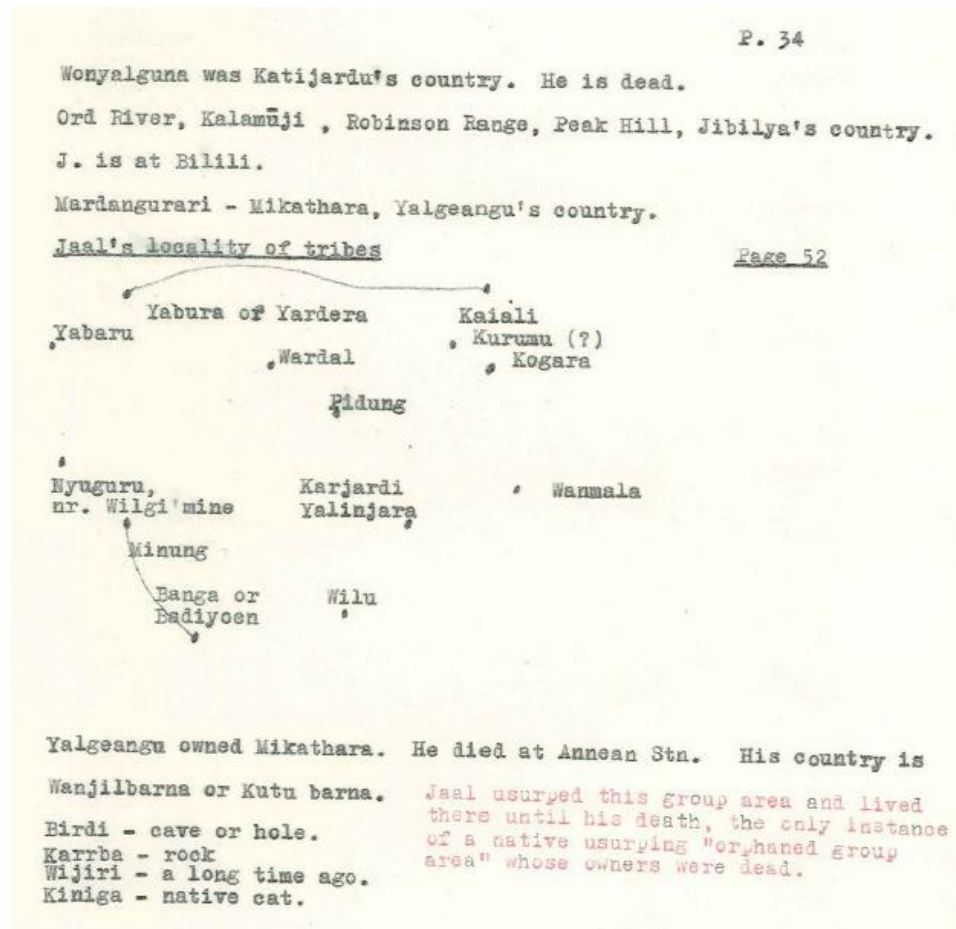 P. 34
Wonyalguna was Katijardu's country. He is dead.
Ord River, Kalamūji , Robinson Range, Peak Hill, Jibilya's country.
J. is at Bilili.
Mardangurari - Mikathara, Yalgeangu's country.
Jaal's locality of tribes
Page 52
Yabura of Yardera
Kaiali
Yabaru
Kurumu (?)
Wardal
Kogara
Pidung
Nyuguru,
nr. Wilgi'mine
Karjardi
Yalinjara
Wanmala
Minung
Banga or
Badiyoen
Wilu
Yalgeangu owned Mikathara. He died at Annean Stn. His country is
Wanjilbarna or Kutu barna.
Jaal usurped this group area and lived
there until his death, the only instance
of a native usurping "orphaned group
area" whose owners were dead.
Birdi - cave or hole.
Karrba - rock
Wijiri - a long time ago.
Kiniga - native cat.